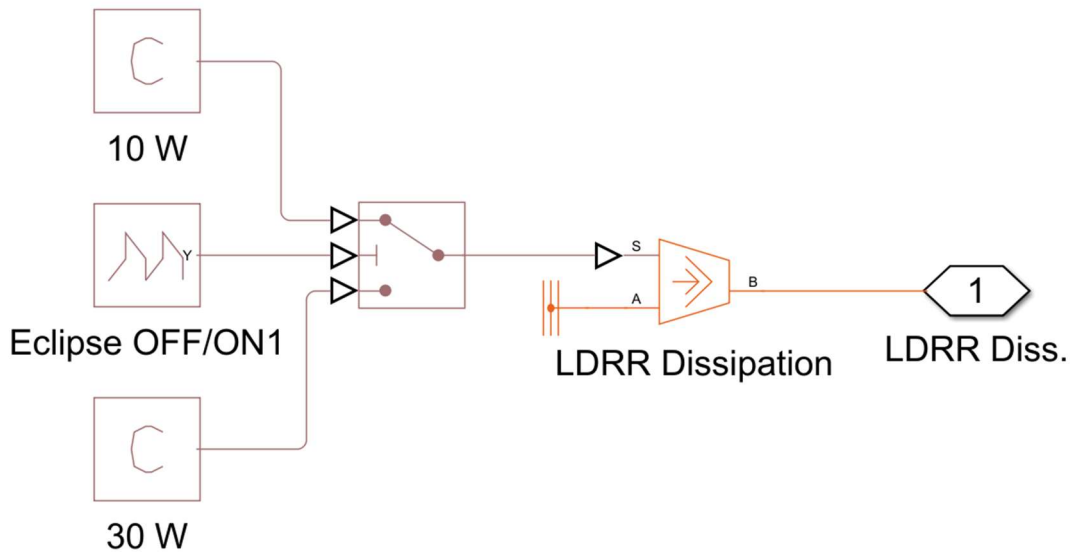 C
10 W
Y
Eclipse OFF/ON1
C
30 W
S
A
B
LDRR Dissipation
1
LDRR Diss.